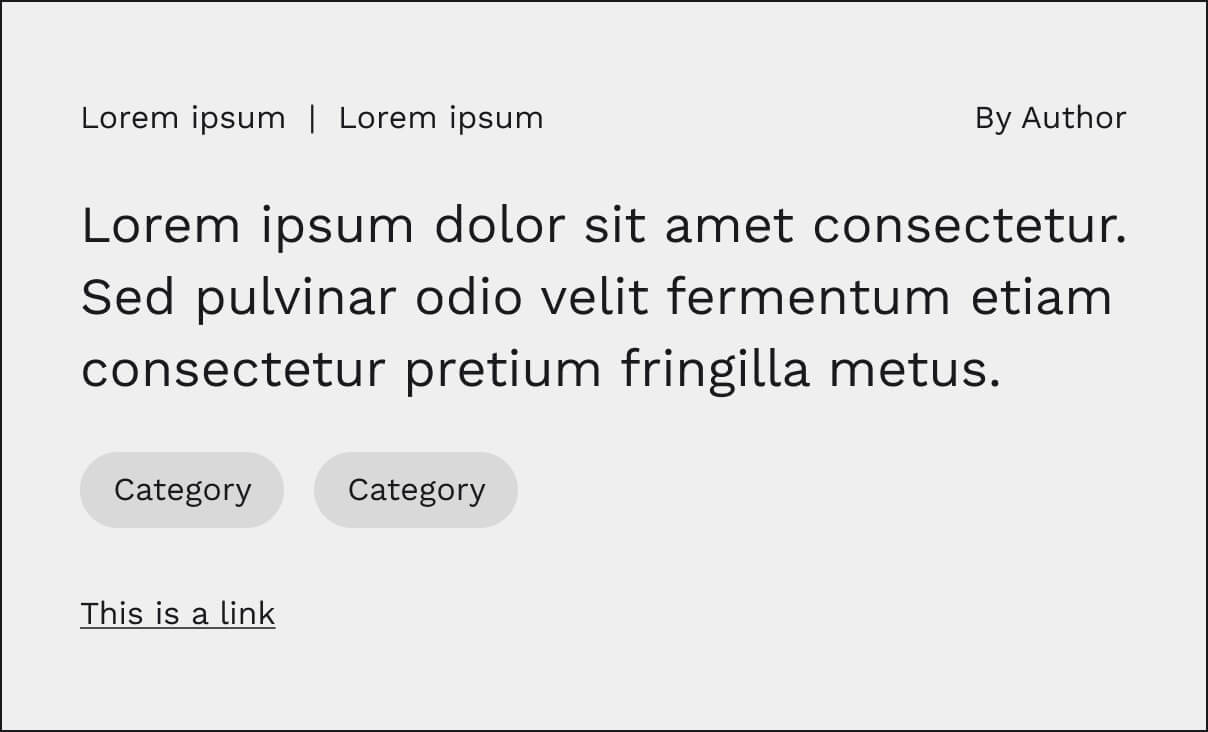 Lorem ipsum | Lorem ipsum By Author
Lorem ipsum dolor sit amet consectetur.
Sed pulvinar odio velit fermentum etiam
consectetur pretium fringilla metus.
Category Category
This is a link